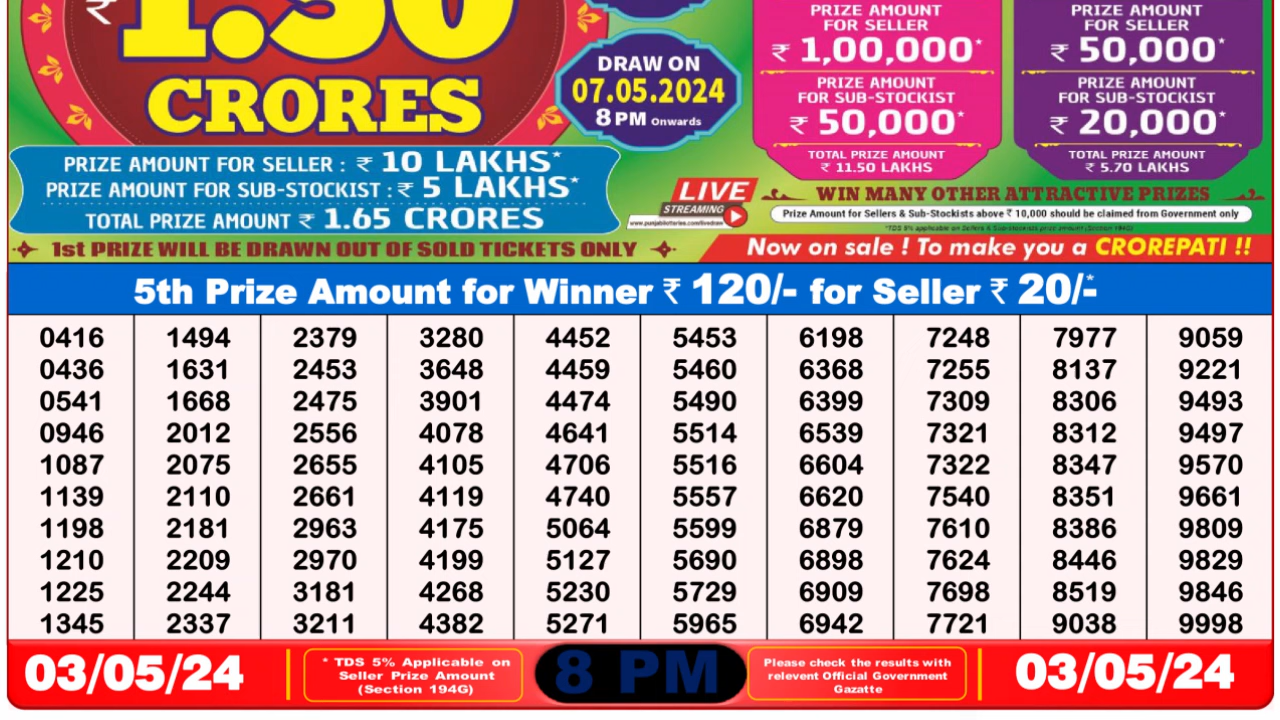 ₹ 1.50
CRORES
DRAW ON
07.05.2024
8 PM Onwards
PRIZE AMOUNT
FOR SELLER
₹ 1,00,000*
PRIZE AMOUNT
FOR SUB-STOCKIST
₹ 50,000*
TOTAL PRIZE AMOUNT
₹ 11.50 LAKHS
PRIZE AMOUNT
FOR SELLER
₹ 50,000*
PRIZE AMOUNT
FOR SUB-STOCKIST
₹ 20,000*
TOTAL PRIZE AMOUNT
₹ 5.70 LAKHS
PRIZE AMOUNT FOR SELLER : ₹ 10 LAKHS*
PRIZE AMOUNT FOR SUB-STOCKIST : ₹ 5 LAKHS*
TOTAL PRIZE AMOUNT ₹ 1.65 CRORES
LIVE
STREAMING
WIN MANY OTHER ATTRACTIVE PRIZES
Prize Amount for Sellers & Sub-Stockists above ₹ 10,000 should be claimed from Government only
1st PRIZE WILL BE DRAWN OUT OF SOLD TICKETS ONLY
Now on sale ! To make you a CROREPATI !!
5th Prize Amount for Winner ₹ 120/- for Seller ₹ 20/-*
0416 1494 2379 3280 4452 5453 6198 7248 7977 9059
0436 1631 2453 3648 4459 5460 6368 7255 8137 9221
0541 1668 2475 3901 4474 5490 6399 7309 8306 9493
0946 2012 2556 4078 4641 5514 6539 7321 8312 9497
1087 2075 2655 4105 4706 5516 6604 7322 8347 9570
1139 2110 2661 4119 4740 5557 6620 7540 8351 9661
1198 2181 2963 4175 5064 5599 6879 7610 8386 9809
1210 2209 2970 4199 5127 5690 6898 7624 8446 9829
1225 2244 3181 4268 5230 5729 6909 7698 8519 9846
1345 2337 3211 4382 5271 5965 6942 7721 9038 9998
03/05/24
* TDS 5% Applicable on
Seller Prize Amount
(Section 194G)
8 PM
Please check the results with
relevent Official Government
Gazatte
03/05/24